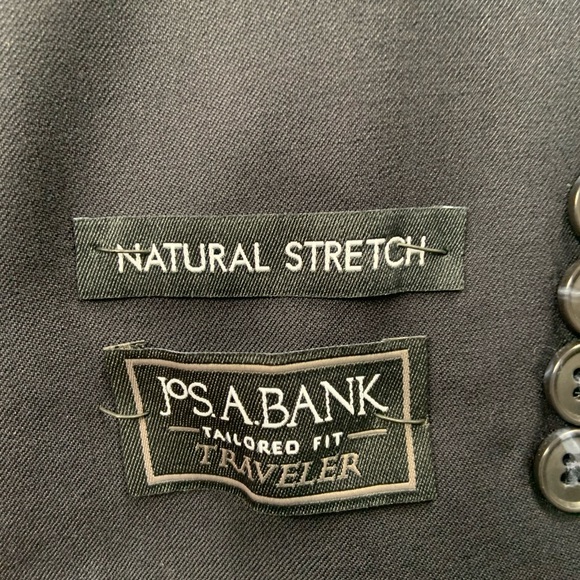 NATURAL STRETCH
JOS. A. BANK
TAILORED FIT
TRAVELER